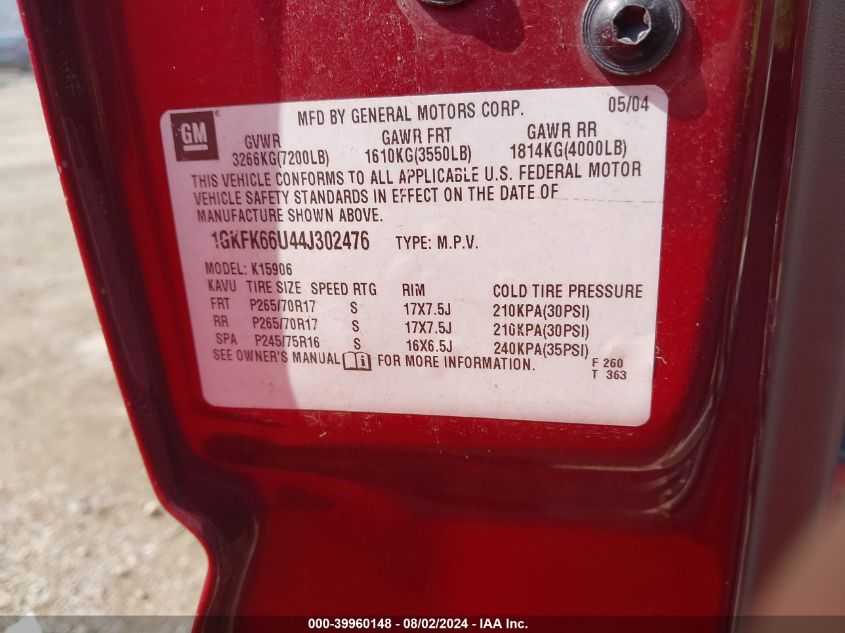 MFD BY GENERAL MOTORS CORP. 05/04
GM
GVWR GAWR FRT GAWR RR
3266KG(7200LB) 1610KG(3550LB) 1814KG(4000LB)
THIS VEHICLE CONFORMS TO ALL APPLICABLE U.S. FEDERAL MOTOR
VEHICLE SAFETY STANDARDS IN EFFECT ON THE DATE OF
MANUFACTURE SHOWN ABOVE.
1GKFK66U44J302476 TYPE: M.P.V.
MODEL: K15906
KAVU TIRE SIZE SPEED RTG RIM COLD TIRE PRESSURE
FRT P265/70R17 S 17X7.5J 210KPA(30PSI)
RR P265/70R17 S 17X7.5J 210KPA(30PSI)
SPA P245/75R16 S 16X6.5J 240KPA(35PSI)
SEE OWNER'S MANUAL FOR MORE INFORMATION.
F 260
T 363
000-39960148 - 08/02/2024 - IAA Inc.